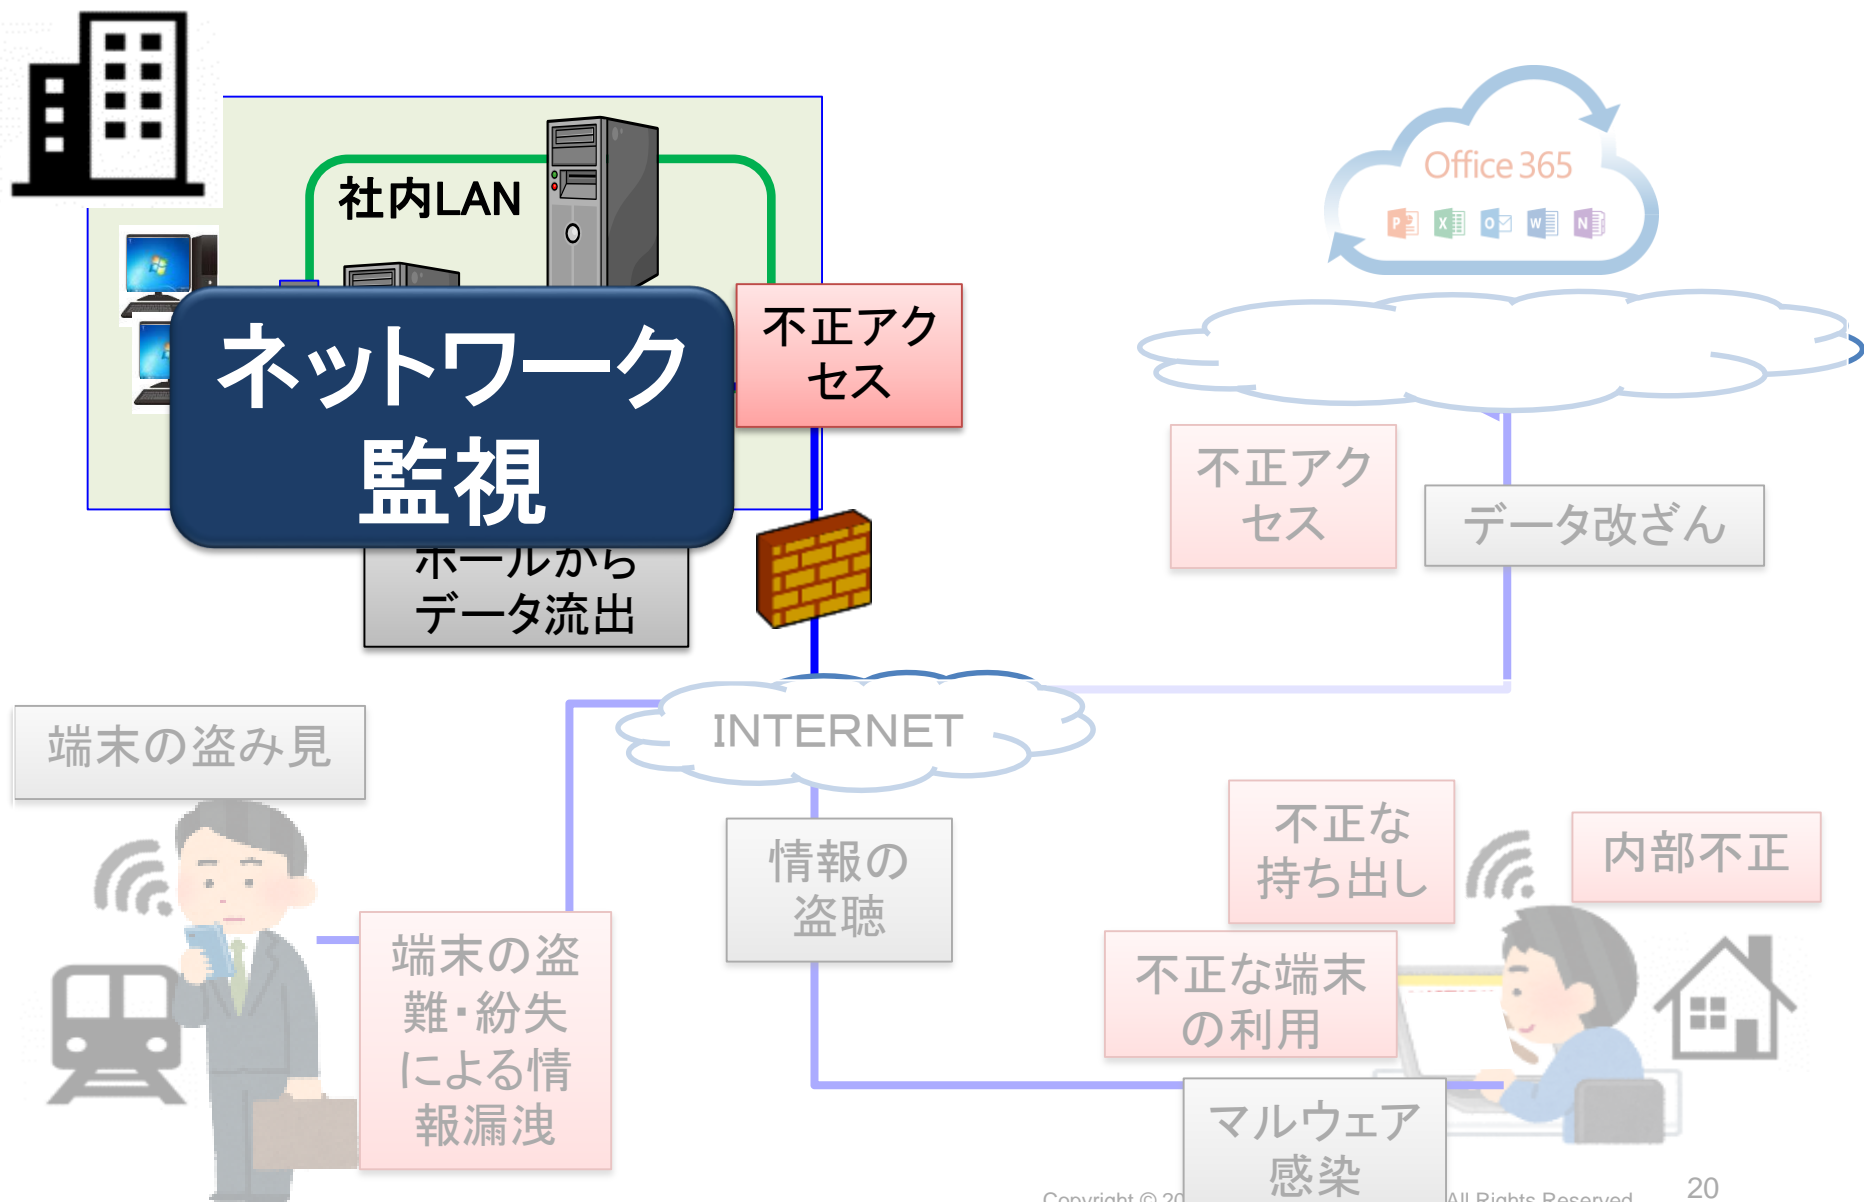 社内LAN
ネットワーク
監視
不正アク
セス
ホールから
データ流出
Office 365
不正アク
セス
データ改ざん
INTERNET
端末の盗み見
端末の盗
難・紛失
による情
報漏洩
情報の
盗聴
不正な
持ち出し
内部不正
不正な端末
の利用
マルウェア
感染
Copyright © 20
All Rights Reserved
20